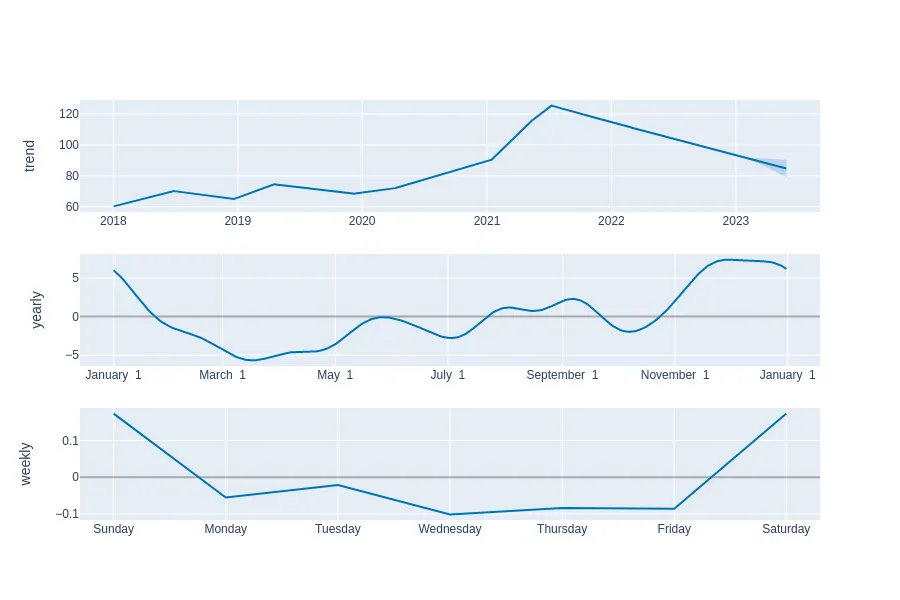 trend
120
100
80
60
2018 2019 2020 2021 2022 2023
yearly
5
0
−5
January 1 March 1 May 1 July 1 September 1 November 1 January 1
weekly
0.1
0
−0.1
Sunday Monday Tuesday Wednesday Thursday Friday Saturday